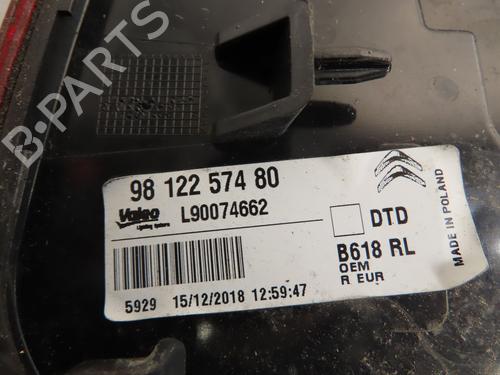 B-PARTS
98 122 574 80
Valeo
Lighting Systems
L90074662
DTD
B618 RL
OEM
R EUR
5929 15/12/2018 12:59:47
MADE IN POLAND